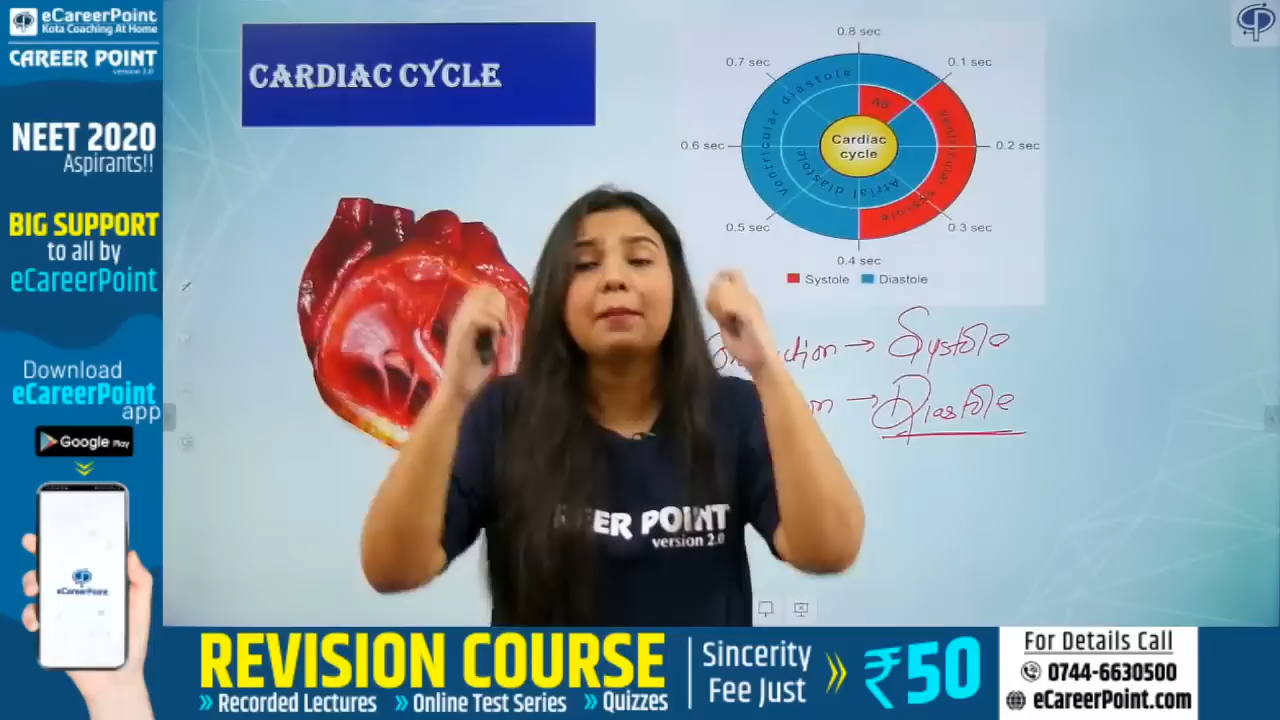 eCareerPoint
Kota Coaching At Home
CAREER POINT
version 2.0
NEET 2020
Aspirants!!
BIG SUPPORT
to all by
eCareerPoint
Download
eCareerPoint
app
Google Play
eCareerPoint
CARDIAC CYCLE
0.8 sec
0.7 sec
0.1 sec
0.6 sec
0.2 sec
0.5 sec
0.3 sec
0.4 sec
Ventricular diastole
Atrial diastole
AS
Cardiac
cycle
Systole
Diastole
→ Systole
→ Diastole
ER POINT
version 2.0
REVISION COURSE
» Recorded Lectures » Online Test Series » Quizzes
Sincerity
Fee Just
» ₹50
For Details Call
0744-6630500
eCareerPoint.com